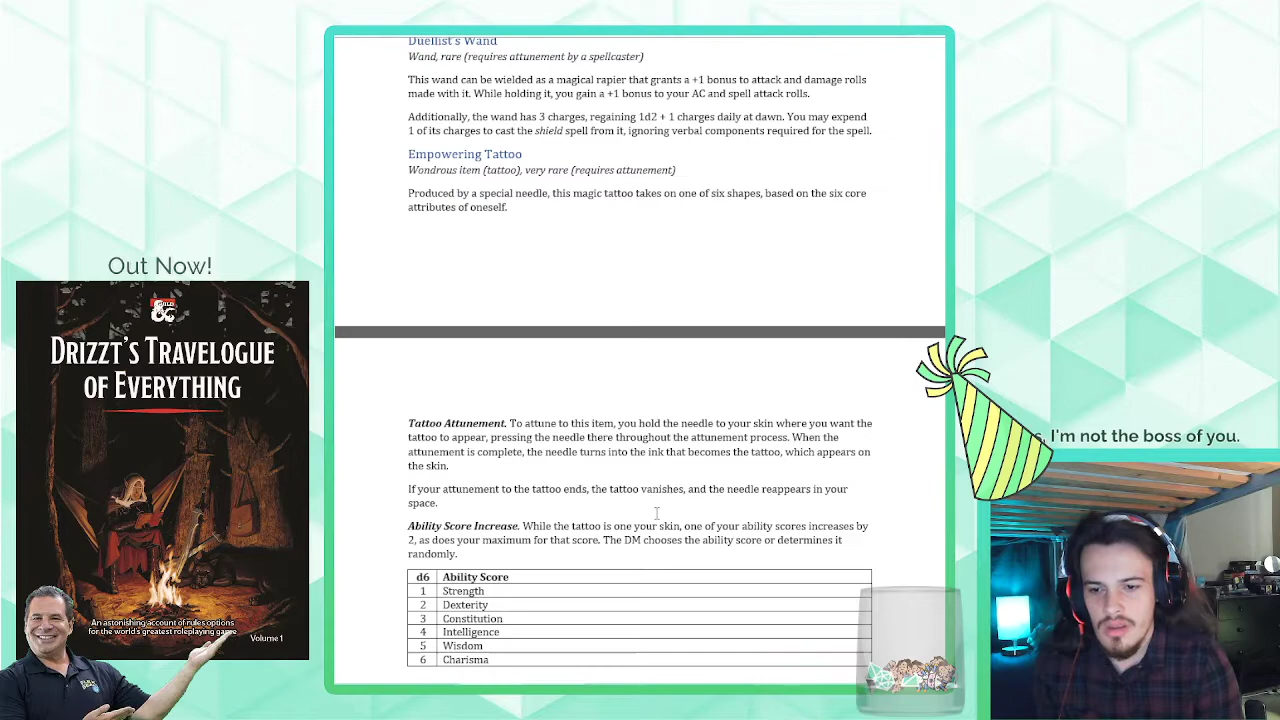 Duellist's Wand
Wand, rare (requires attunement by a spellcaster)
This wand can be wielded as a magical rapier that grants a +1 bonus to attack and damage rolls
made with it. While holding it, you gain a +1 bonus to your AC and spell attack rolls.
Additionally, the wand has 3 charges, regaining 1d2 + 1 charges daily at dawn. You may expend
1 of its charges to cast the shield spell from it, ignoring verbal components required for the spell.
Empowering Tattoo
Wondrous item (tattoo), very rare (requires attunement)
Produced by a special needle, this magic tattoo takes on one of six shapes, based on the six core
attributes of oneself.
Tattoo Attunement. To attune to this item, you hold the needle to your skin where you want the
tattoo to appear, pressing the needle there throughout the attunement process. When the
attunement is complete, the needle turns into the ink that becomes the tattoo, which appears on
the skin.
If your attunement to the tattoo ends, the tattoo vanishes, and the needle reappears in your
space.
Ability Score Increase. While the tattoo is one your skin, one of your ability scores increases by
2, as does your maximum for that score. The DM chooses the ability score or determines it
randomly.
d6 Ability Score
1 Strength
2 Dexterity
3 Constitution
4 Intelligence
5 Wisdom
6 Charisma
Out Now!
DRIZZT'S TRAVELOGUE
OF EVERYTHING
An astonishing account of rules options
for the world's greatest roleplaying game
Volume 1
, I'm not the boss of you.